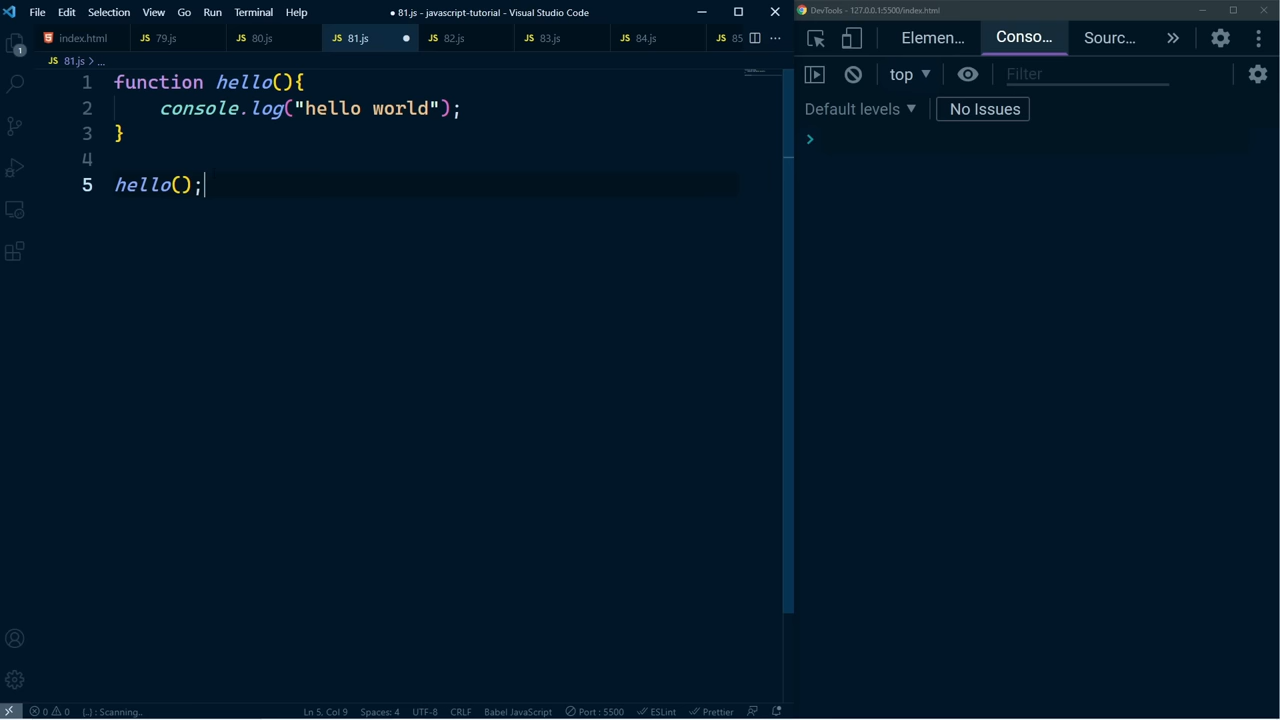 File Edit Selection View Go Run Terminal Help ● 81.js - javascript-tutorial - Visual Studio Code
DevTools - 127.0.0.1:5500/index.html
index.html JS 79.js JS 80.js JS 81.js ● JS 82.js JS 83.js JS 84.js JS 85 ...
JS 81.js > ...
1 function hello(){
2 console.log("hello world");
3 }
4
5 hello();
1
Elemen... Conso... Sourc... »
top ▼ Filter
Default levels ▼ No Issues
>
0 0 {..} : Scanning.. Ln 5, Col 9 Spaces: 4 UTF-8 CRLF Babel JavaScript Port : 5500 ESLint Prettier